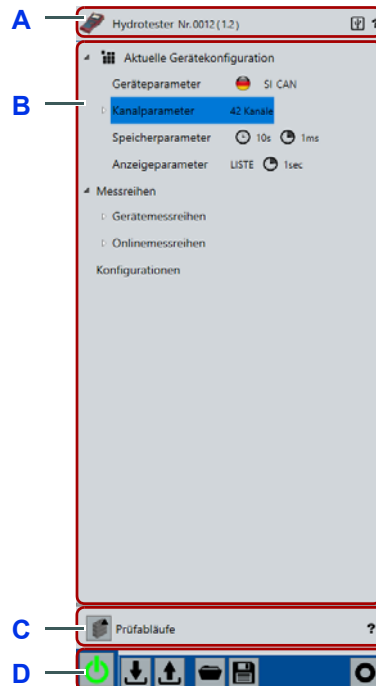 A
Hydrotester Nr.0012 (1.2)
?
Aktuelle Gerätekonfiguration
Geräteparameter SI CAN
B
Kanalparameter 42 Kanäle
Speicherparameter 10s 1ms
Anzeigeparameter LISTE 1sec
Messreihen
Gerätemessreihen
Onlinemessreihen
Konfigurationen
C
Prüfabläufe ?
D